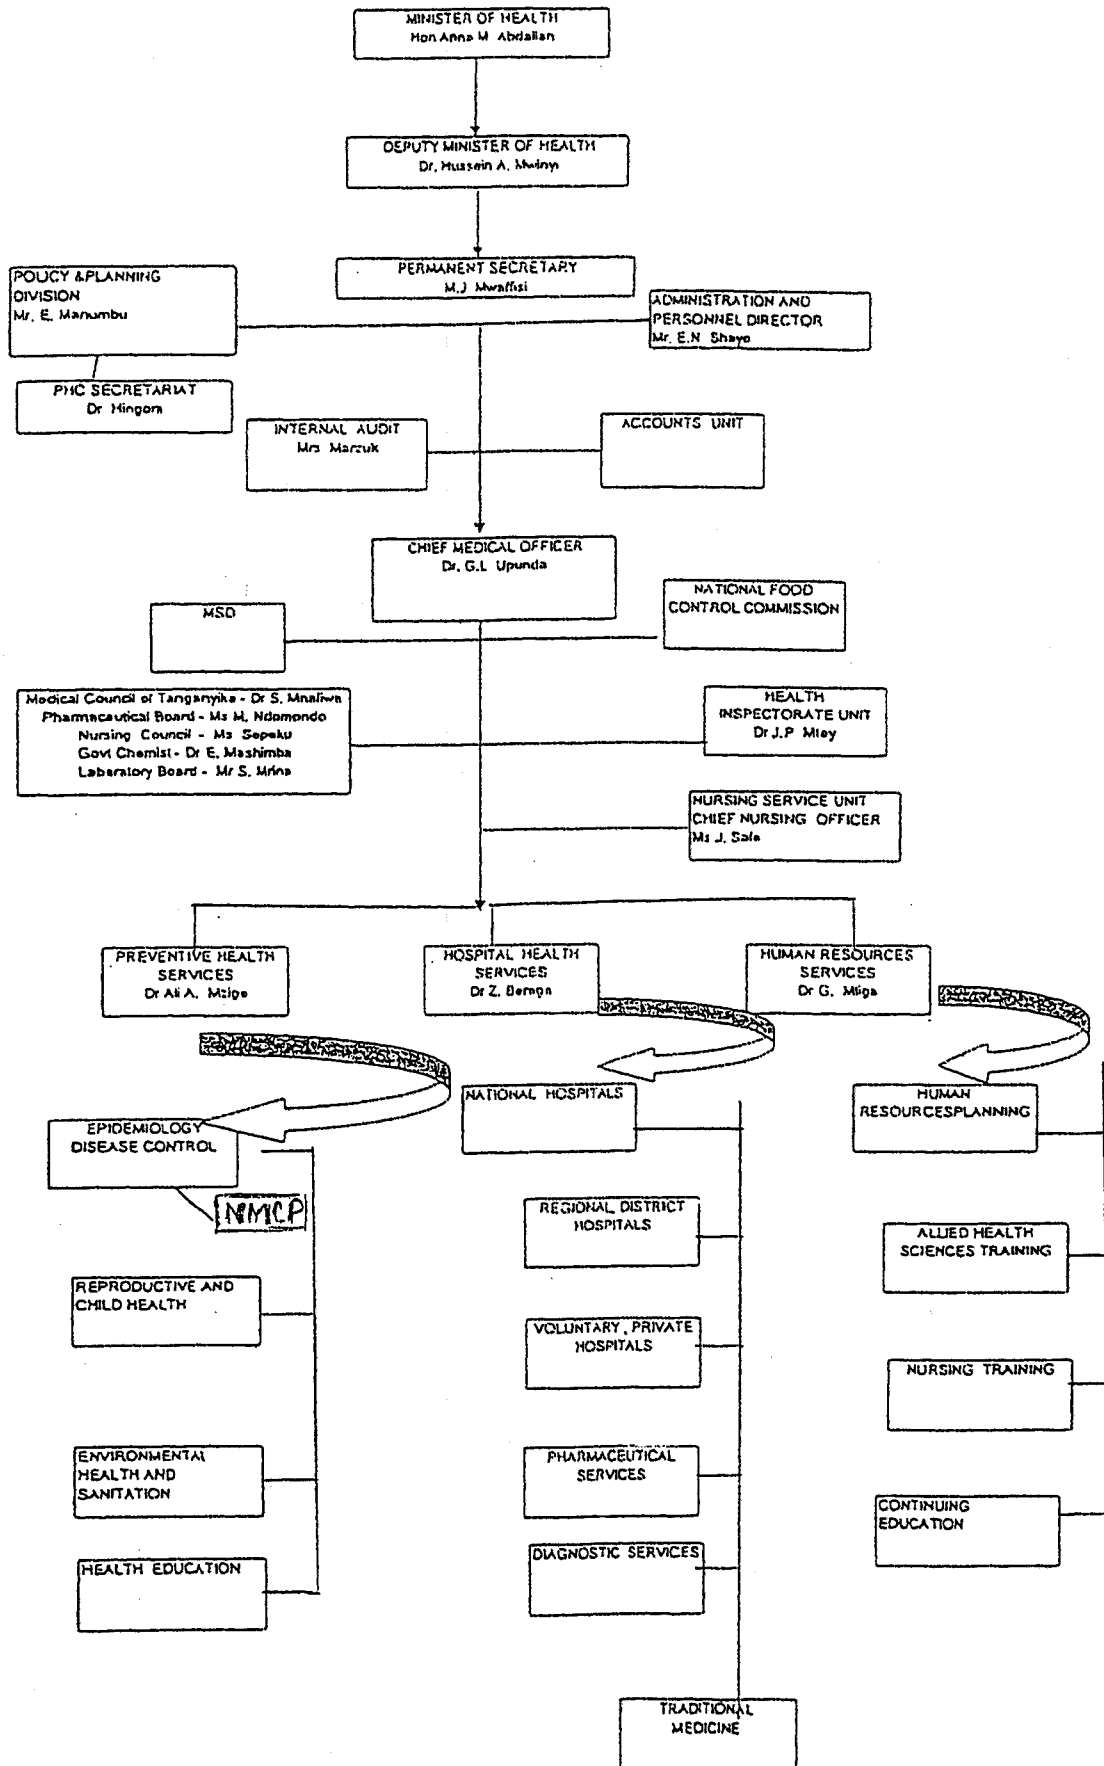 MINISTER OF HEALTH
Hon Anna M. Abdallah
DEPUTY MINISTER OF HEALTH
Dr. Hussein A. Mwinyi
PERMANENT SECRETARY
M.J. Mwaffisi
POLICY &PLANNING
DIVISION
Mr. E. Manumbu
ADMINISTRATION AND
PERSONNEL DIRECTOR
Mr. E.N. Shayo
PHC SECRETARIAT
Dr Hingora
INTERNAL AUDIT
Mrs Marzuk
ACCOUNTS UNIT
CHIEF MEDICAL OFFICER
Dr. G.L Upunda
MSD
NATIONAL FOOD
CONTROL COMMISSION
Medical Council of Tanganyika - Dr S.
Pharmaceutical Board - Ms M. Ndomondo
Nursing Council - Ms Sepeku
Govt Chemist - Dr E. Mashimba
Laboratory Board - Mr S. Mrina
HEALTH
INSPECTORATE UNIT
Dr J.P. Mtey
NURSING SERVICE UNIT
CHIEF NURSING OFFICER
Ms J. Safe
PREVENTIVE HEALTH
SERVICES
Dr Ali A. Mzige
HOSPITAL HEALTH
SERVICES
Dr Z. Berege
HUMAN RESOURCES
SERVICES
Dr G. Mliga
EPIDEMIOLOGY
DISEASE CONTROL
NMCP
REPRODUCTIVE AND
CHILD HEALTH
ENVIRONMENTAL
HEALTH AND
SANITATION
HEALTH EDUCATION
NATIONAL HOSPITALS
REGIONAL DISTRICT
HOSPITALS
VOLUNTARY, PRIVATE
HOSPITALS
PHARMACEUTICAL
SERVICES
DIAGNOSTIC SERVICES
TRADITIONAL
MEDICINE
HUMAN
RESOURCESPLANNING
ALLIED HEALTH
SCIENCES TRAINING
NURSING TRAINING
CONTINUING
EDUCATION